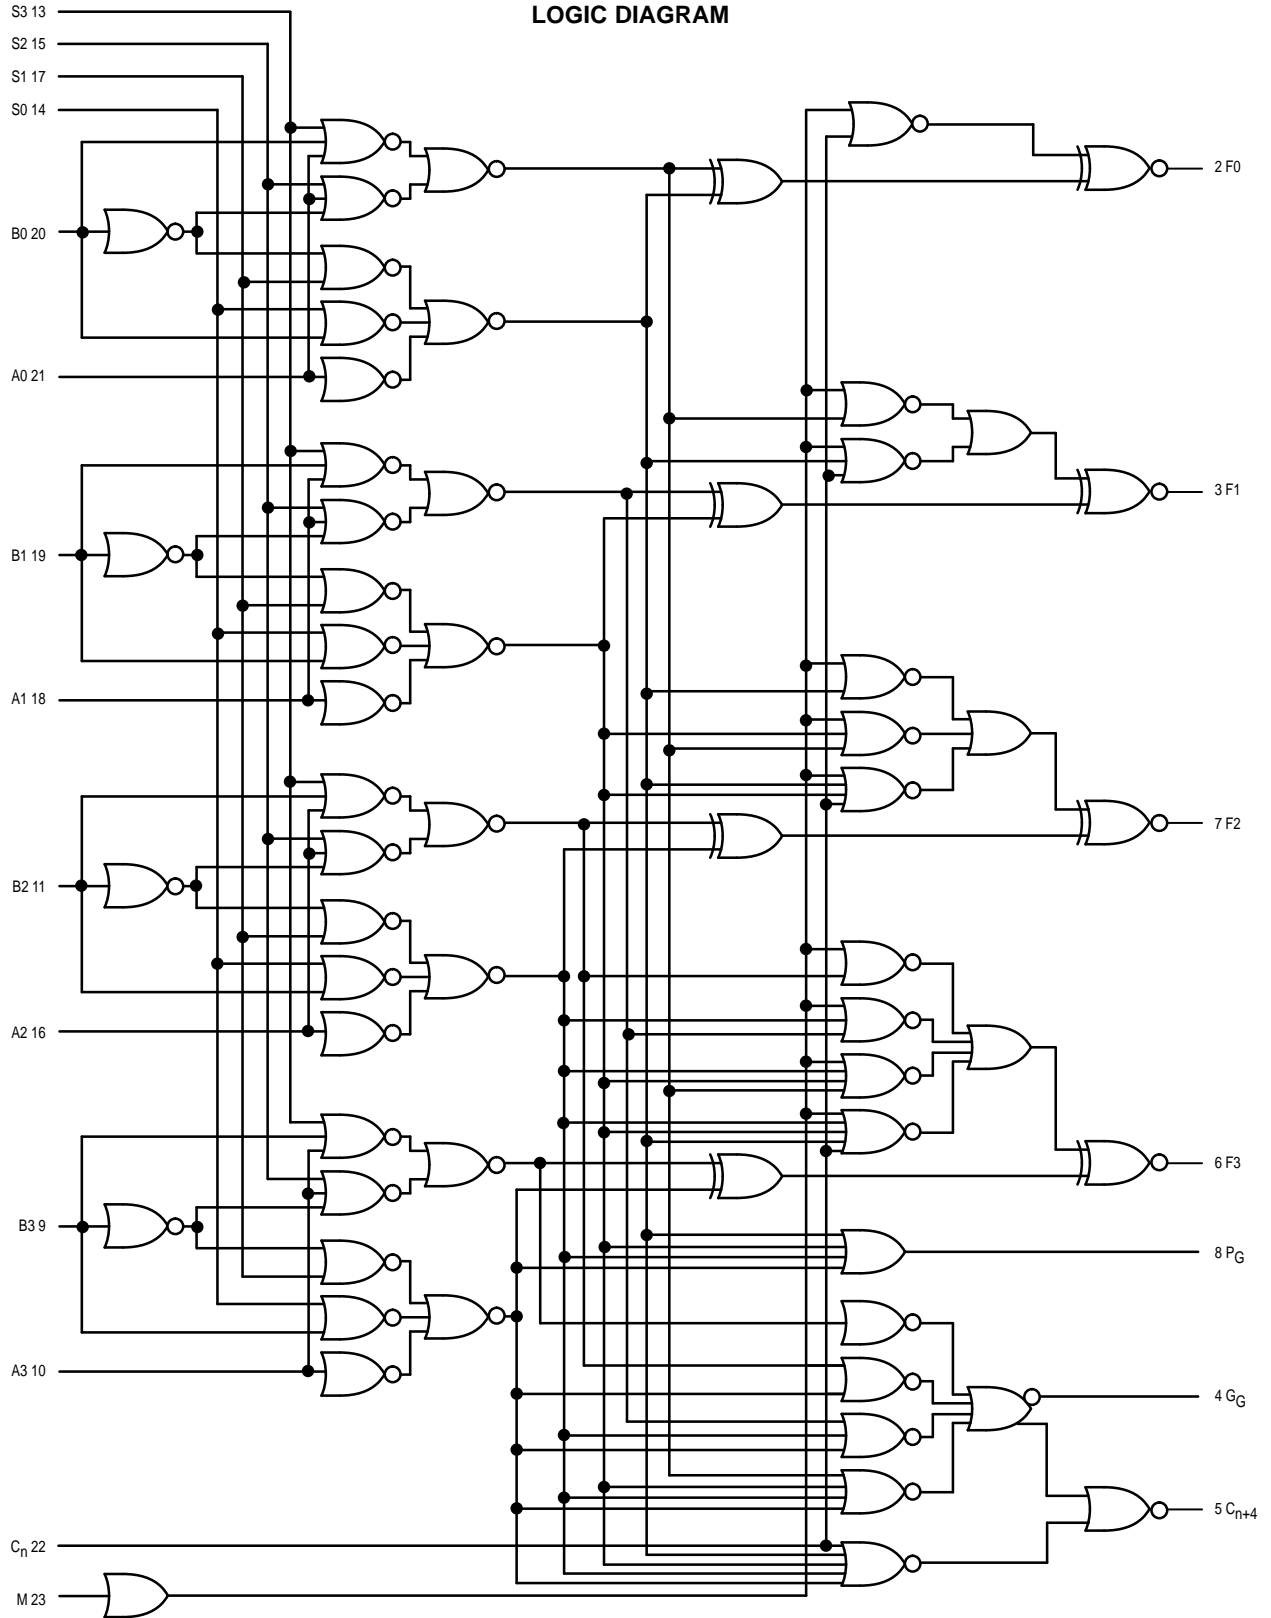 LOGIC DIAGRAM
S3 13
S2 15
S1 17
S0 14
2 F0
B0 20
A0 21
3 F1
B1 19
A1 18
7 F2
B2 11
A2 16
6 F3
B3 9
8 PG
A3 10
4 GG
5 Cn+4
Cn 22
M 23